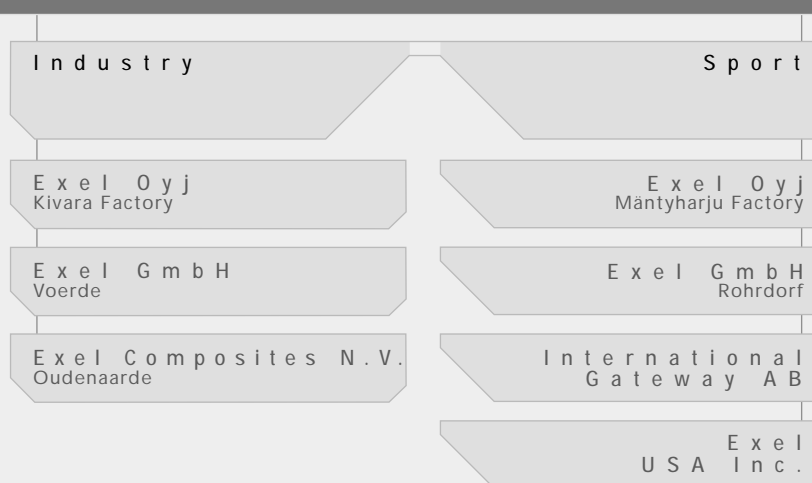 Industry
Exel Oyj
Kivara Factory
Exel GmbH
Voerde
Exel Composites N.V.
Oudenaarde
Sport
Exel Oyj
Mäntyharju Factory
Exel GmbH
Rohrdorf
International
Gateway AB
Exel
USA Inc.